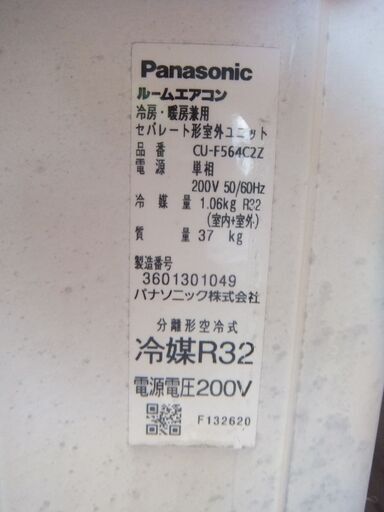 Panasonic
ルームエアコン
冷房・暖房兼用
セパレート形室外ユニット
品番 CU-F564C2Z
電源 単相
200V 50/60Hz
冷媒量 1.06kg R32
(室内+室外)
質量 37 kg
製造番号
3601301049
パナソニック株式会社
分離形空冷式
冷媒R32
電源電圧200V
F132620